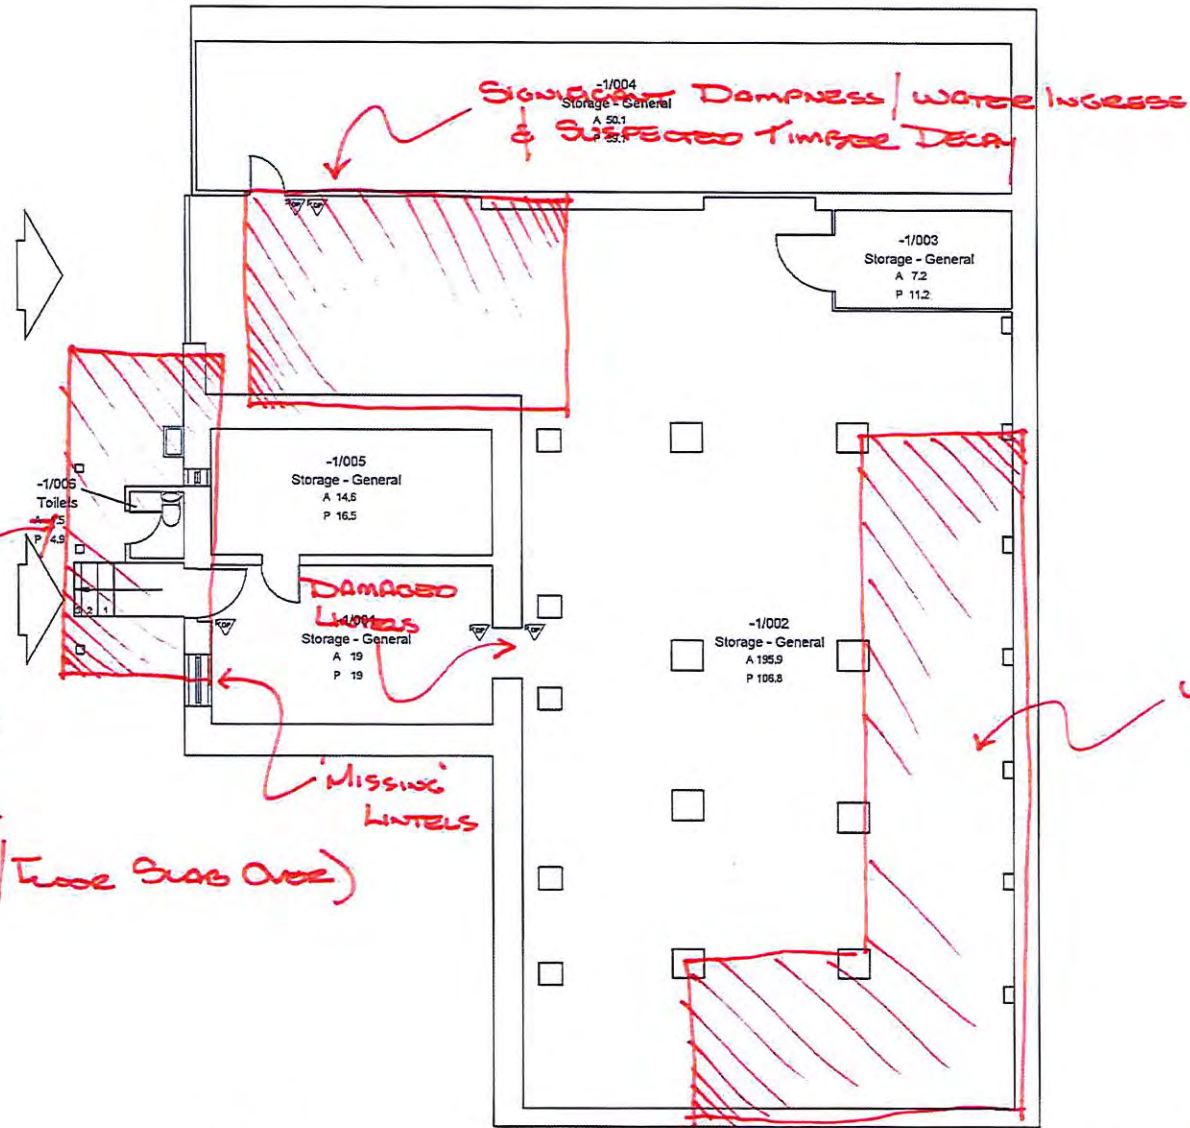 -1/004
Storage - General
A 50.1
SIGNIFICANT DAMPNESS / WATER INGRESS
& SUSPECTED TIMBER DECAY
-1/003
Storage - General
A 7.2
P 11.2
-1/005
Storage - General
A 14.6
P 16.5
-1/006
Toilets
P 4.9
2 1
DAMAGED
LINTELS
-1/001
Storage - General
A 19
P 19
-1/002
Storage - General
A 195.9
P 106.8
'MISSING'
LINTELS
/ FLOOR SLAB OVER)